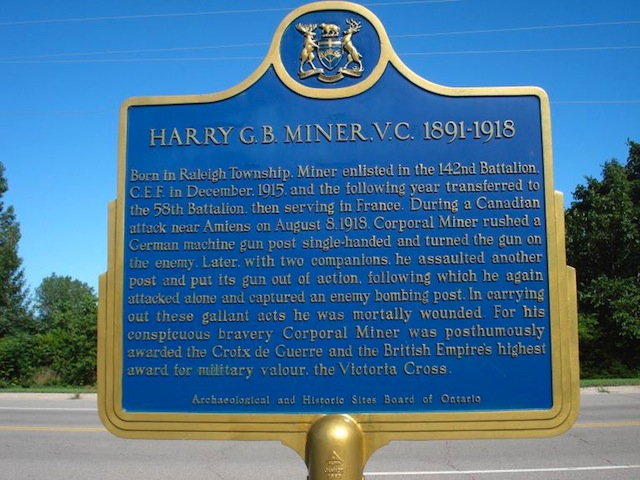 HARRY G.B. MINER, V.C. 1891-1918
Born in Raleigh Township, Miner enlisted in the 142nd Battalion,
C.E.F. in December, 1915, and the following year transferred to
the 58th Battalion, then serving in France. During a Canadian
attack near Amiens on August 8, 1918, Corporal Miner rushed a
German machine gun post single-handed and turned the gun on
the enemy. Later, with two companions, he assaulted another
post and put its gun out of action, following which he again
attacked alone and captured an enemy bombing post. In carrying
out these gallant acts he was mortally wounded. For his
conspicuous bravery Corporal Miner was posthumously
awarded the Croix de Guerre and the British Empire's highest
award for military valour, the Victoria Cross.
Archaeological and Historic Sites Board of Ontario